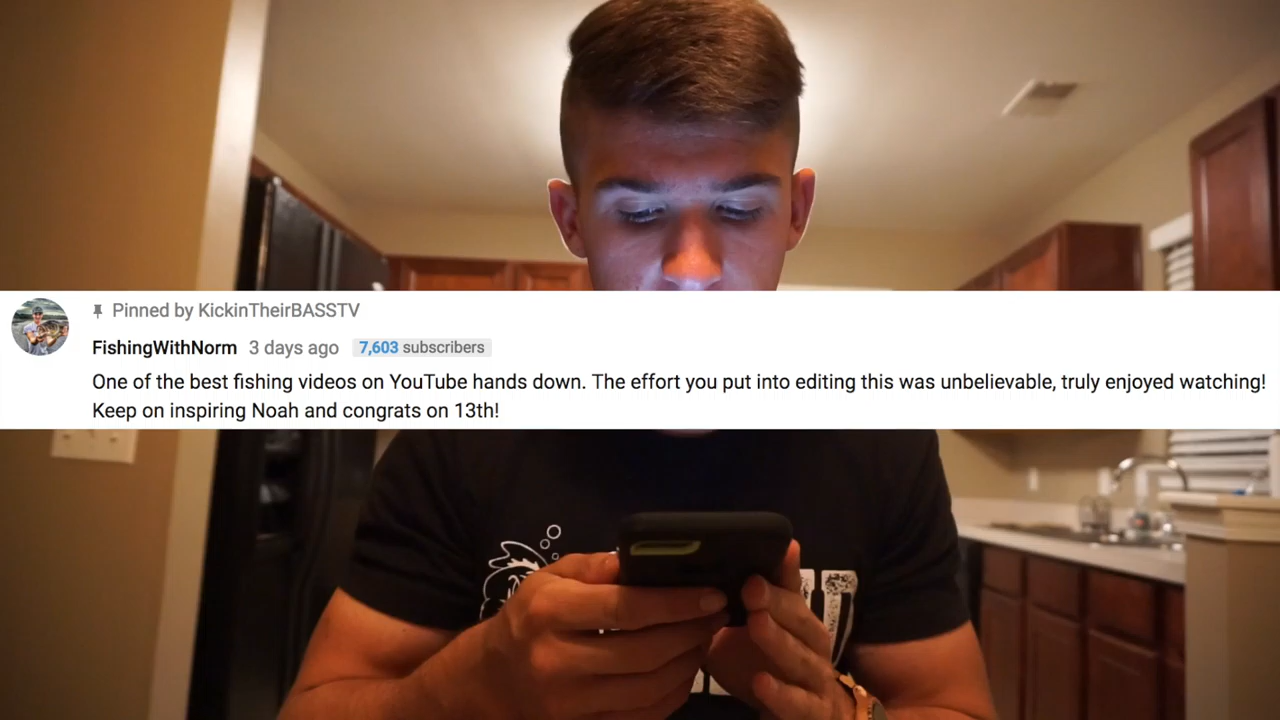 Pinned by KickinTheirBASSTV
FishingWithNorm 3 days ago 7,603 subscribers
One of the best fishing videos on YouTube hands down. The effort you put into editing this was unbelievable, truly enjoyed watching!
Keep on inspiring Noah and congrats on 13th!